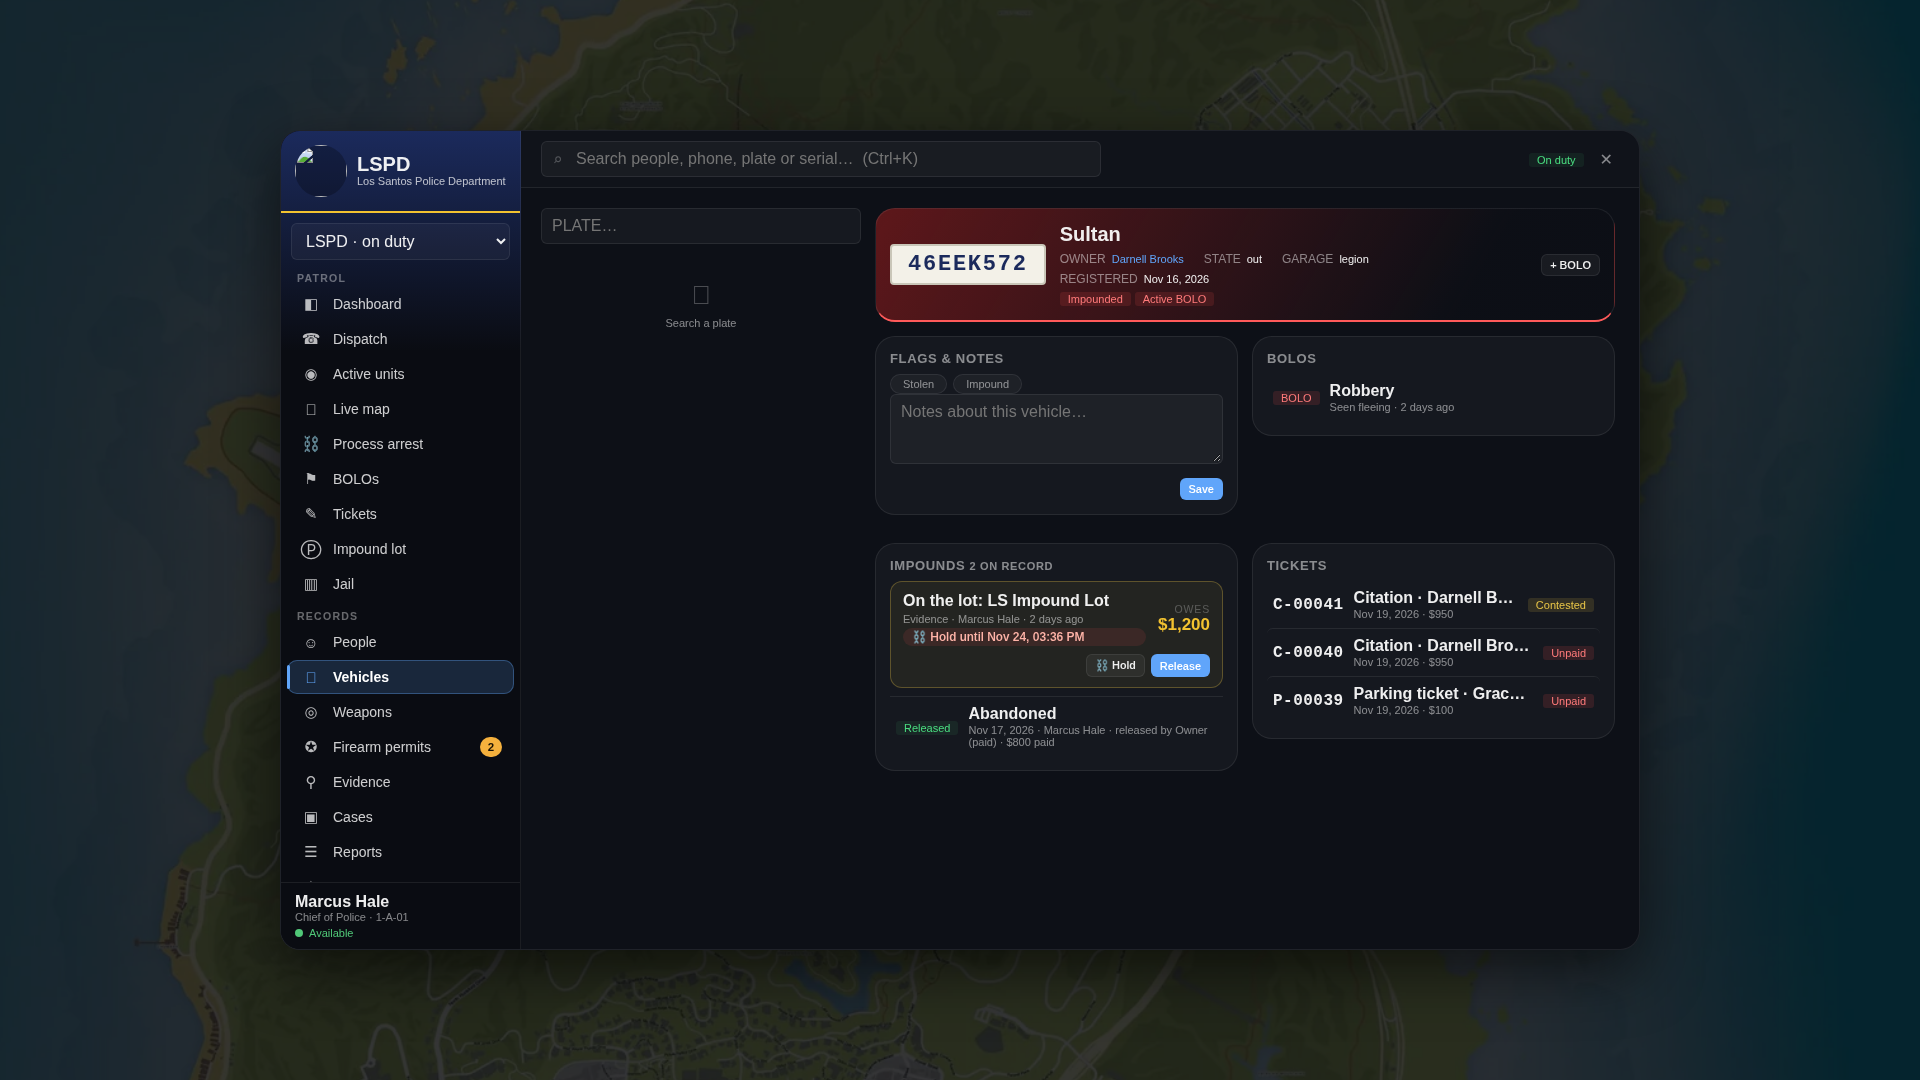 LSPD
Los Santos Police Department
LSPD · on duty
PATROL
Dashboard
Dispatch
Active units
Live map
Process arrest
BOLOs
Tickets
Impound lot
Jail
RECORDS
People
Vehicles
Weapons
Firearm permits 2
Evidence
Cases
Reports
Marcus Hale
Chief of Police · 1-A-01
Available
Search people, phone, plate or serial… (Ctrl+K)
On duty ✕
PLATE…
Search a plate
46EEK572
Sultan
OWNER Darnell Brooks STATE out GARAGE legion
REGISTERED Nov 16, 2026
Impounded Active BOLO
+ BOLO
FLAGS & NOTES
Stolen Impound
Notes about this vehicle…
Save
BOLOS
BOLO Robbery
Seen fleeing · 2 days ago
IMPOUNDS 2 ON RECORD
On the lot: LS Impound Lot
Evidence · Marcus Hale · 2 days ago
Hold until Nov 24, 03:36 PM
OWES
$1,200
Hold Release
Released
Abandoned
Nov 17, 2026 · Marcus Hale · released by Owner
(paid) · $800 paid
TICKETS
C-00041 Citation · Darnell B… Contested
Nov 19, 2026 · $950
C-00040 Citation · Darnell Bro… Unpaid
Nov 19, 2026 · $950
P-00039 Parking ticket · Grac… Unpaid
Nov 19, 2026 · $100